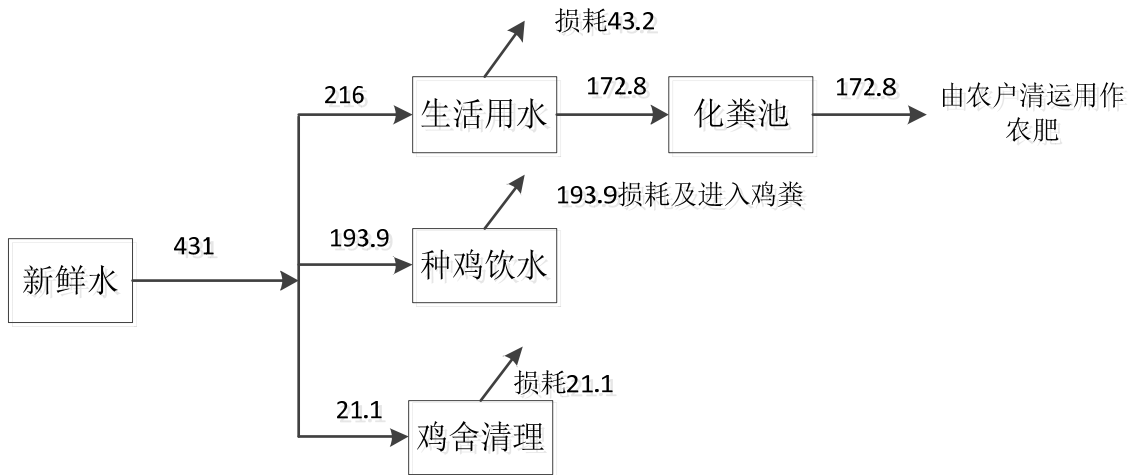 损耗43.2
216
生活用水
172.8
化粪池
172.8
由农户清运用作
农肥
193.9损耗及进入鸡粪
431
193.9
新鲜水
种鸡饮水
损耗21.1
21.1
鸡舍清理